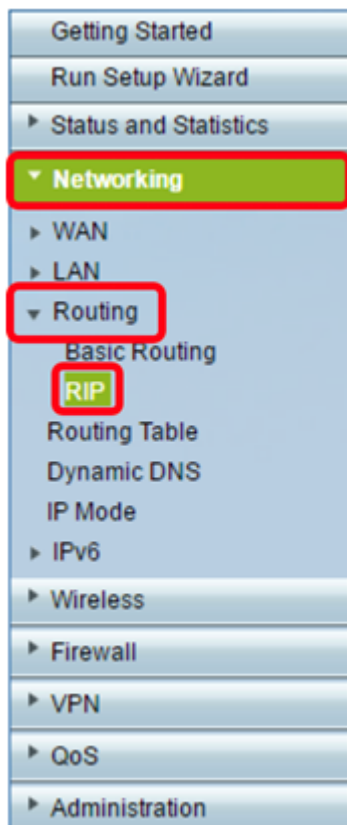 Getting Started
Run Setup Wizard
Status and Statistics
Networking
WAN
LAN
Routing
Basic Routing
RIP
Routing Table
Dynamic DNS
IP Mode
IPv6
Wireless
Firewall
VPN
QoS
Administration